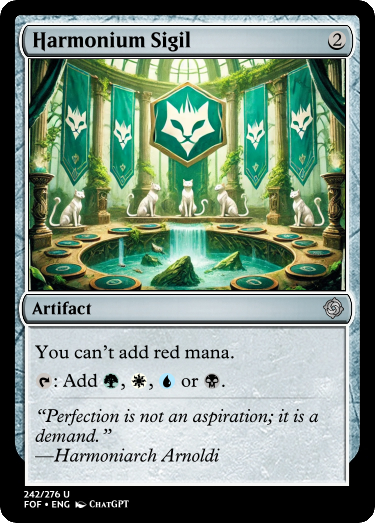 Harmonium Sigil 2
Artifact
You can’t add red mana.
: Add , , or .
“Perfection is not an aspiration; it is a
demand.”
—Harmoniarch Arnoldi
242/276 U
FOF • ENG ChatGPT